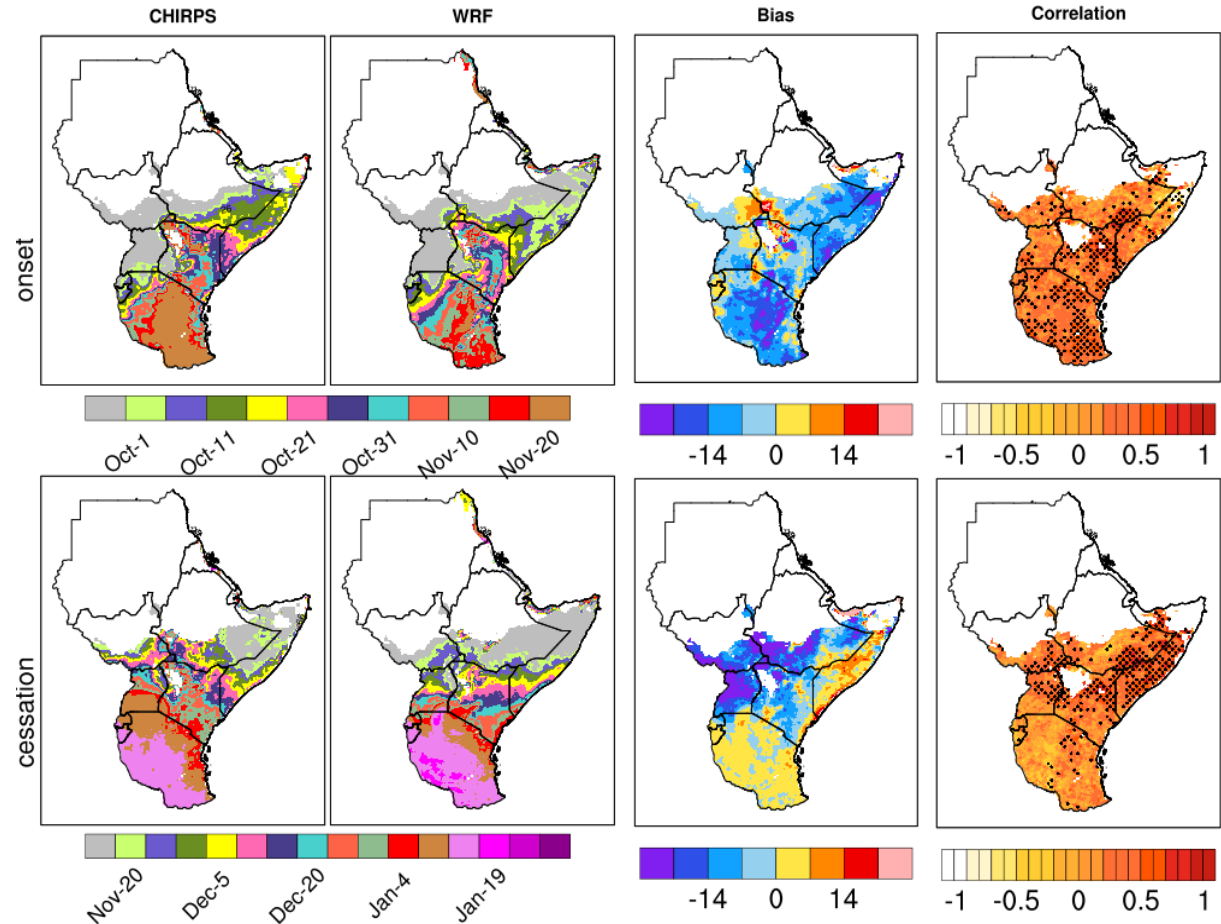 CHIRPS WRF Bias Correlation
onset
Oct-1 Oct-11 Oct-21 Oct-31 Nov-10 Nov-20
-14 0 14
-1 -0.5 0 0.5 1
cessation
Nov-20 Dec-5 Dec-20 Jan-4 Jan-19
-14 0 14
-1 -0.5 0 0.5 1